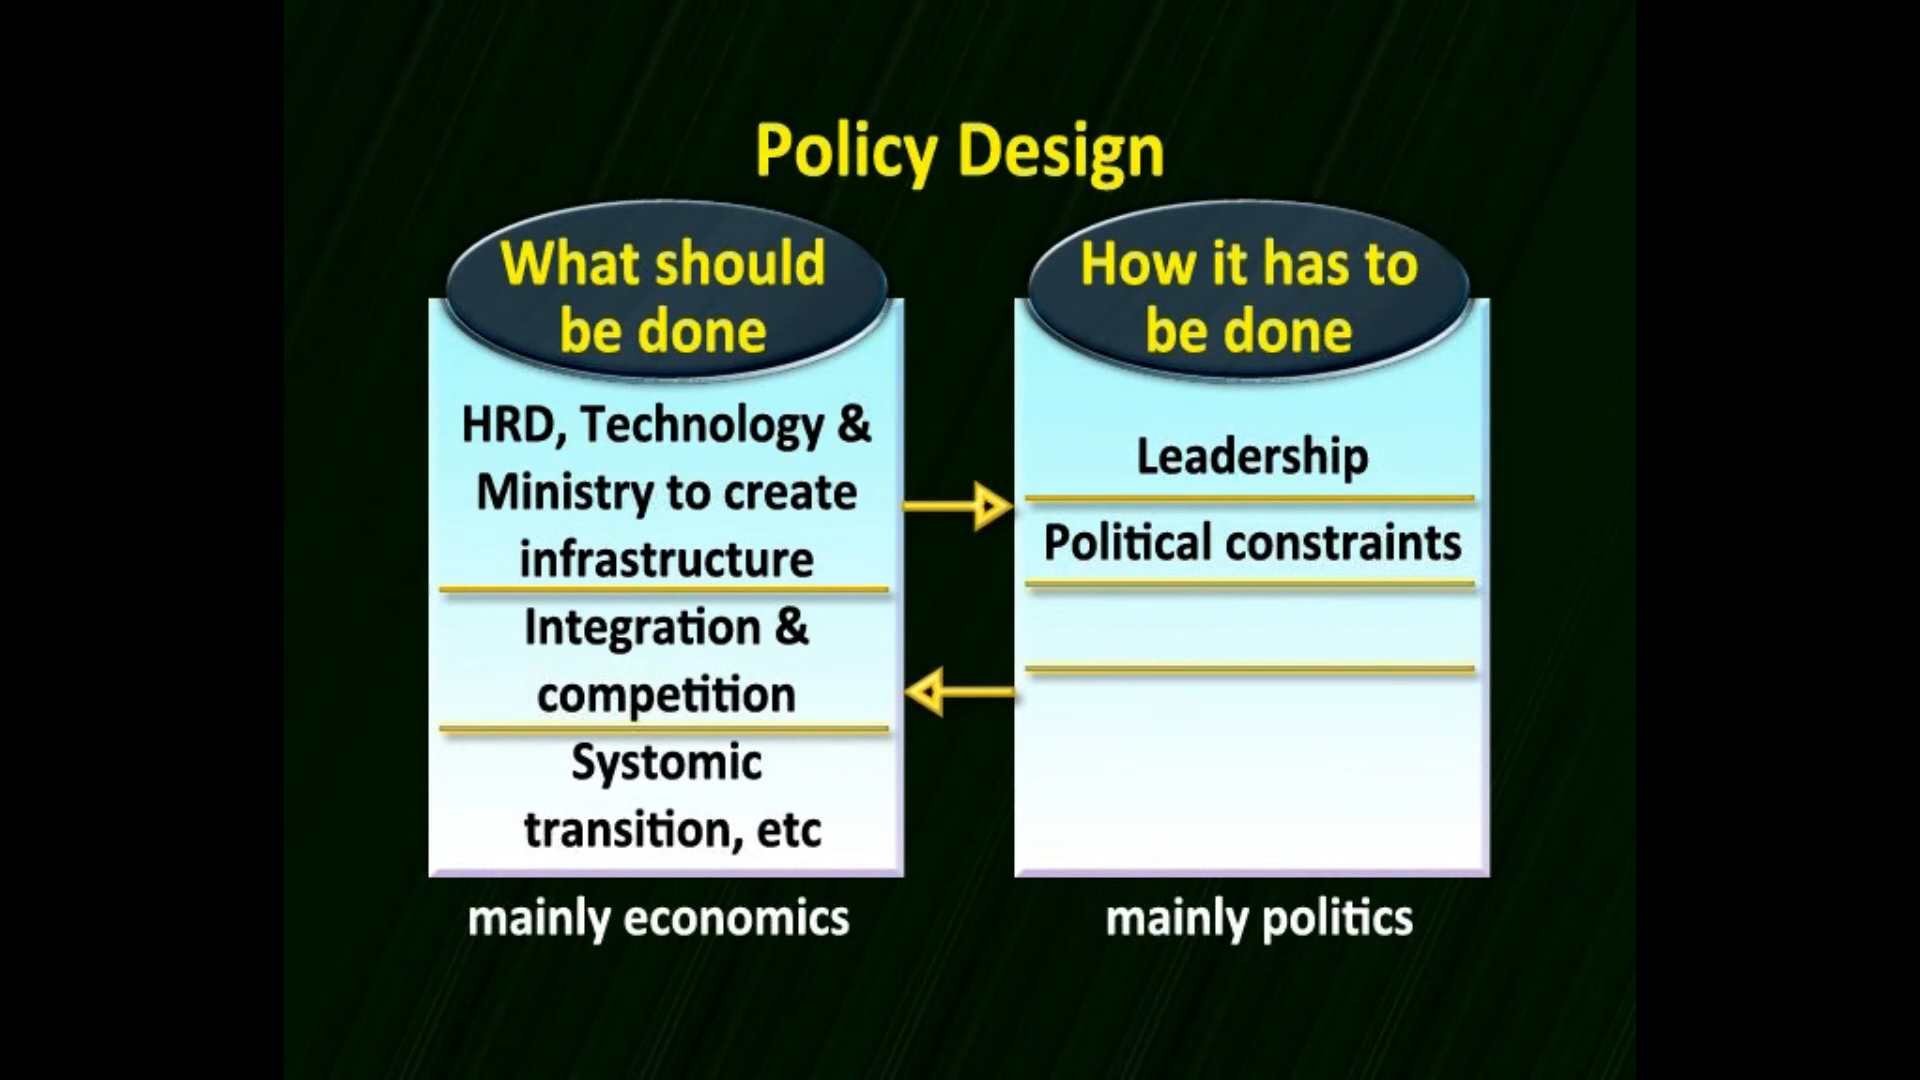 Policy Design
What should
be done
HRD, Technology &
Ministry to create
infrastructure
Integration &
competition
Systomic
transition, etc
mainly economics
How it has to
be done
Leadership
Political constraints
mainly politics